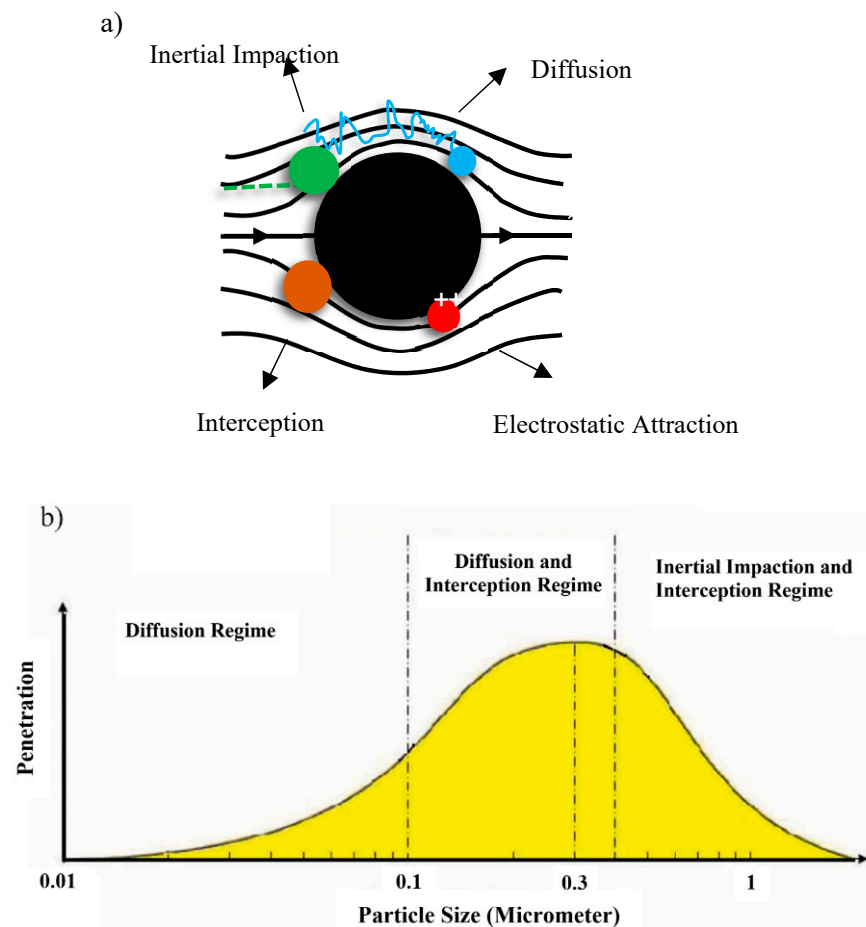 a)
Inertial Impaction
Diffusion
++
Interception
Electrostatic Attraction
b)
Diffusion and
Interception Regime
Inertial Impaction and
Interception Regime
Diffusion Regime
Penetration
0.01
0.1
0.3
1
Particle Size (Micrometer)